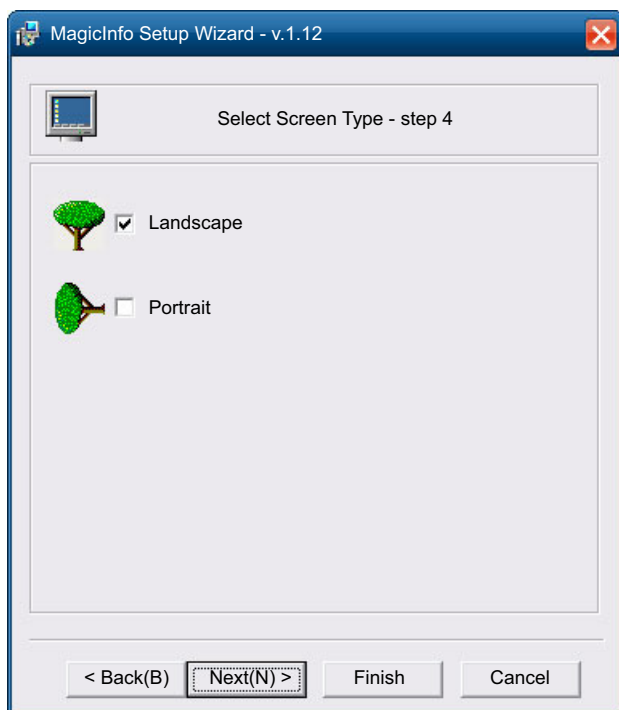 MagicInfo Setup Wizard - v.1.12
Select Screen Type - step 4
Landscape
Portrait
< Back(B) Next(N) > Finish Cancel